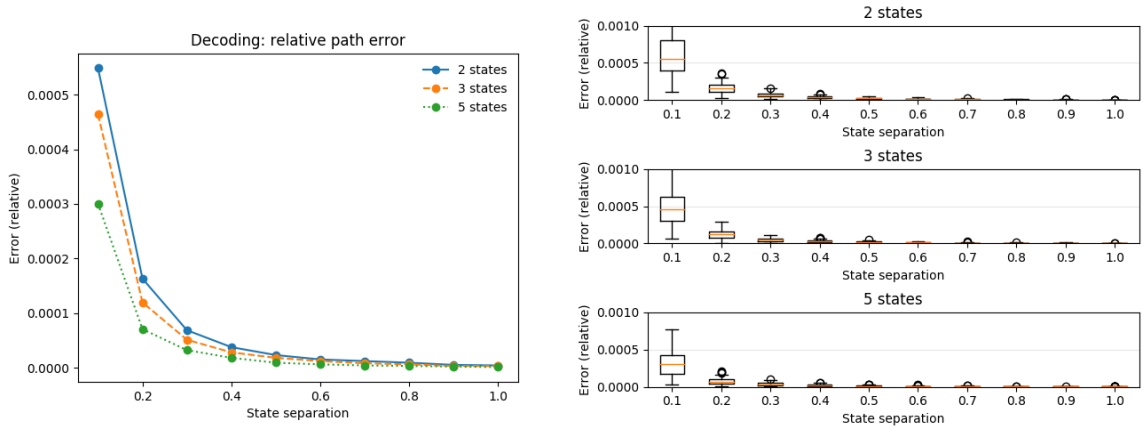 Decoding: relative path error
Error (relative)
0.0005
0.0004
0.0003
0.0002
0.0001
0.0000
2 states
3 states
5 states
0.2 0.4 0.6 0.8 1.0
State separation
2 states
Error (relative)
0.0010
0.0005
0.0000
0.1 0.2 0.3 0.4 0.5 0.6 0.7 0.8 0.9 1.0
State separation
3 states
Error (relative)
0.0010
0.0005
0.0000
0.1 0.2 0.3 0.4 0.5 0.6 0.7 0.8 0.9 1.0
State separation
5 states
Error (relative)
0.0010
0.0005
0.0000
0.1 0.2 0.3 0.4 0.5 0.6 0.7 0.8 0.9 1.0
State separation